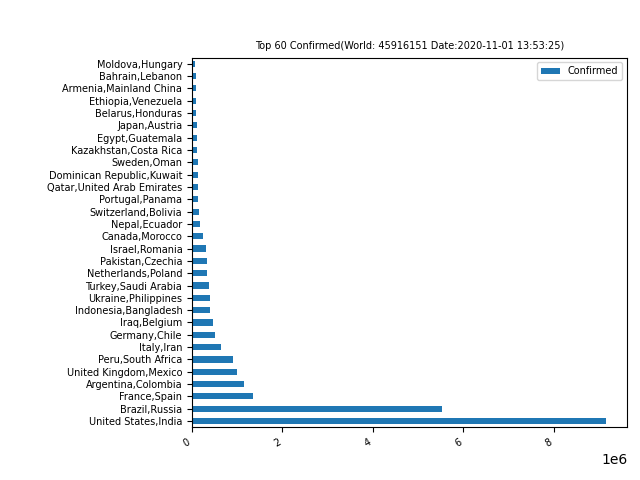 Top 60 Confirmed(World: 45916151 Date:2020-11-01 13:53:25)
Confirmed
Moldova,Hungary
Bahrain,Lebanon
Armenia,Mainland China
Ethiopia,Venezuela
Belarus,Honduras
Japan,Austria
Egypt,Guatemala
Kazakhstan,Costa Rica
Sweden,Oman
Dominican Republic,Kuwait
Qatar,United Arab Emirates
Portugal,Panama
Switzerland,Bolivia
Nepal,Ecuador
Canada,Morocco
Israel,Romania
Pakistan,Czechia
Netherlands,Poland
Turkey,Saudi Arabia
Ukraine,Philippines
Indonesia,Bangladesh
Iraq,Belgium
Germany,Chile
Italy,Iran
Peru,South Africa
United Kingdom,Mexico
Argentina,Colombia
France,Spain
Brazil,Russia
United States,India
0 2 4 6 8
1e6